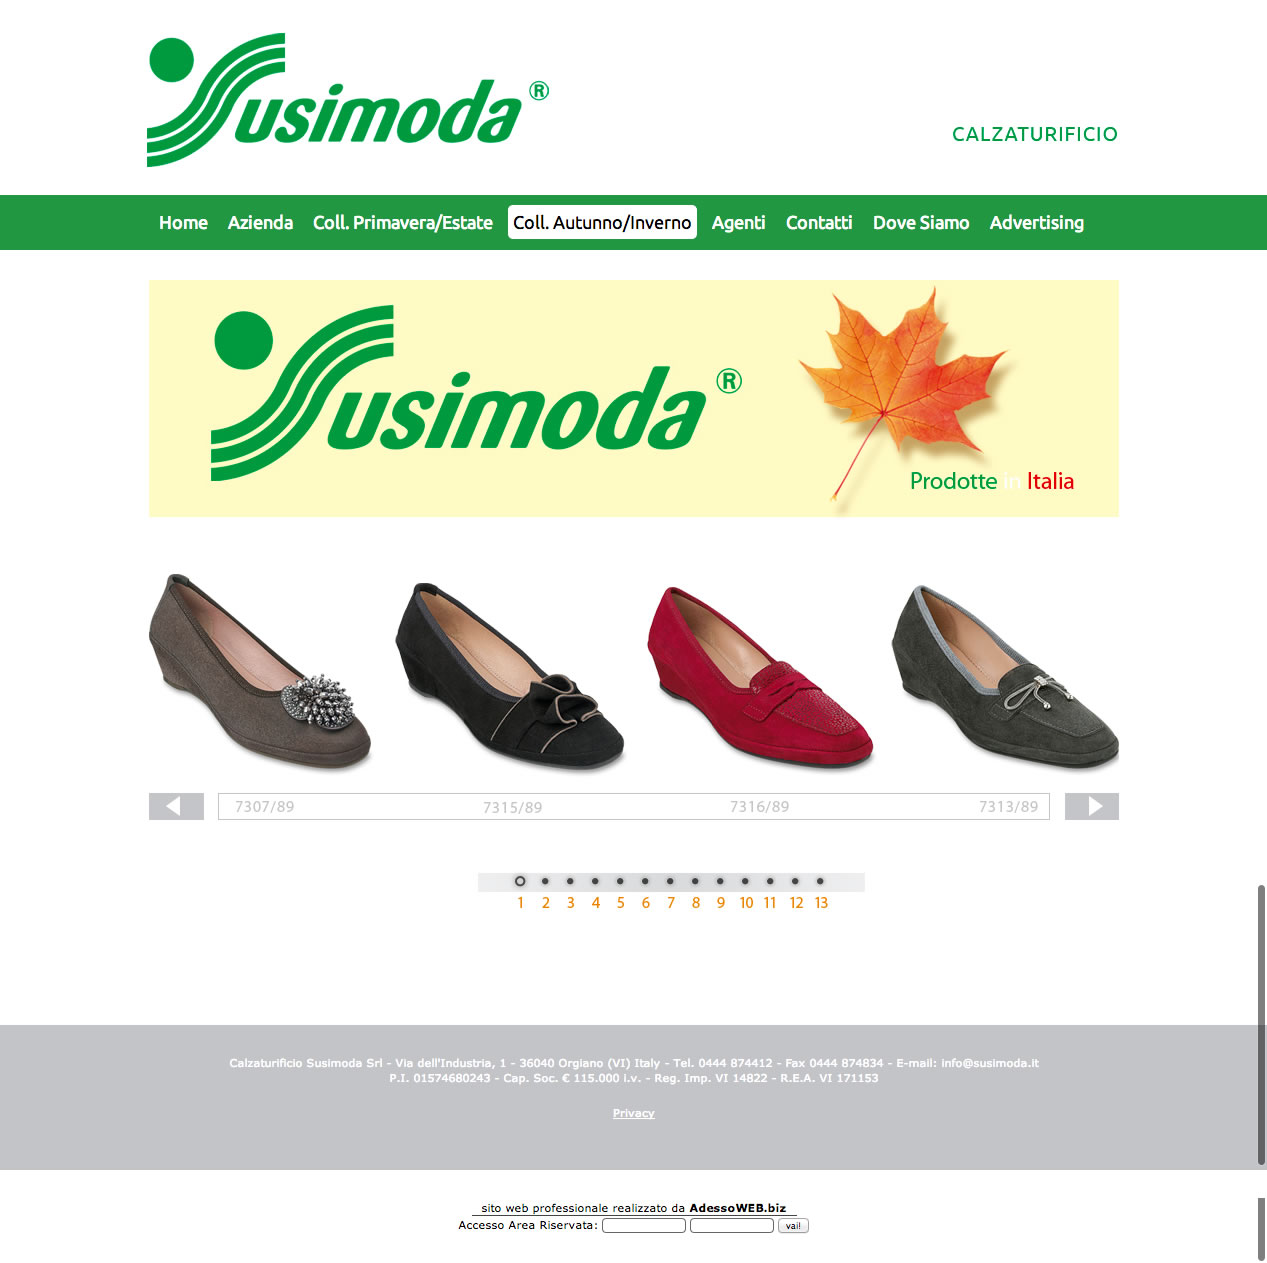 Susimoda ®
CALZATURIFICIO
Home Azienda Coll. Primavera/Estate Coll. Autunno/Inverno Agenti Contatti Dove Siamo Advertising
Susimoda ®
Prodotte in Italia
7307/89 7315/89 7316/89 7313/89
1 2 3 4 5 6 7 8 9 10 11 12 13
Calzaturificio Susimoda Srl - Via dell'Industria, 1 - 36040 Orgiano (VI) Italy - Tel. 0444 874412 - Fax 0444 874834 - E-mail: info@susimoda.it
P.I. 01574680243 - Cap. Soc. € 115.000 i.v. - Reg. Imp. VI 14822 - R.E.A. VI 171153
Privacy
sito web professionale realizzato da AdessoWEB.biz
Accesso Area Riservata: vai!